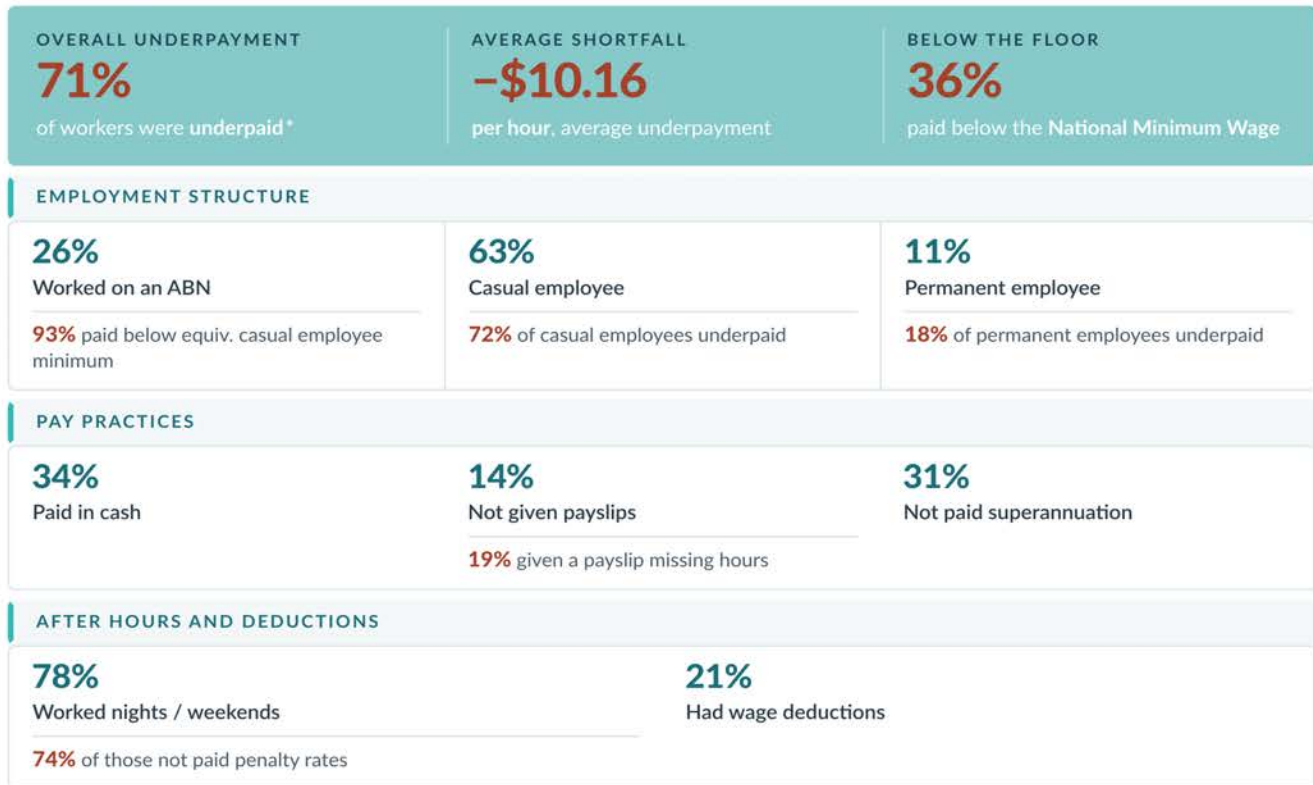 OVERALL UNDERPAYMENT
71%
of workers were underpaid*
AVERAGE SHORTFALL
−$10.16
per hour, average underpayment
BELOW THE FLOOR
36%
paid below the National Minimum Wage
EMPLOYMENT STRUCTURE
26%
Worked on an ABN
93% paid below equiv. casual employee
minimum
63%
Casual employee
72% of casual employees underpaid
11%
Permanent employee
18% of permanent employees underpaid
PAY PRACTICES
34%
Paid in cash
14%
Not given payslips
19% given a payslip missing hours
31%
Not paid superannuation
AFTER HOURS AND DEDUCTIONS
78%
Worked nights / weekends
74% of those not paid penalty rates
21%
Had wage deductions